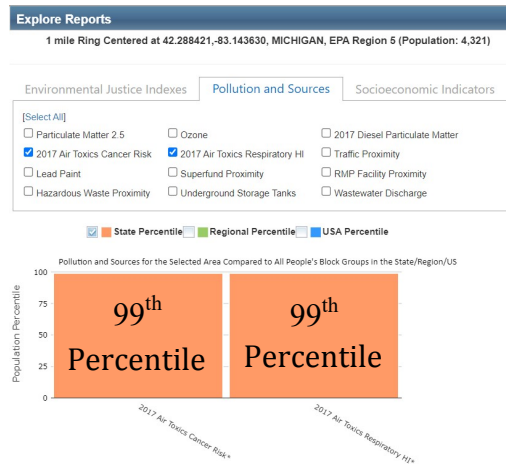 Explore Reports
1 mile Ring Centered at 42.288421,-83.143630, MICHIGAN, EPA Region 5 (Population: 4,321)
Environmental Justice Indexes Pollution and Sources Socioeconomic Indicators
[Select All]
Particulate Matter 2.5 Ozone 2017 Diesel Particulate Matter
2017 Air Toxics Cancer Risk 2017 Air Toxics Respiratory HI Traffic Proximity
Lead Paint Superfund Proximity RMP Facility Proximity
Hazardous Waste Proximity Underground Storage Tanks Wastewater Discharge
State Percentile Regional Percentile USA Percentile
Pollution and Sources for the Selected Area Compared to All People's Block Groups in the State/Region/US
Population Percentile
100
75
50
25
0
99th
Percentile
99th
Percentile
2017 Air Toxics Cancer Risk*
2017 Air Toxics Respiratory HI*